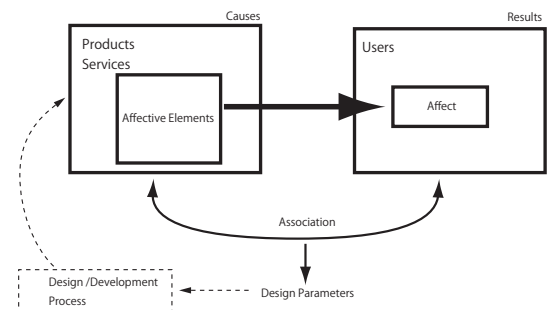 Causes
Results
Products
Services
Users
Affective Elements
Affect
Association
Design /Development
Process
Design Parameters